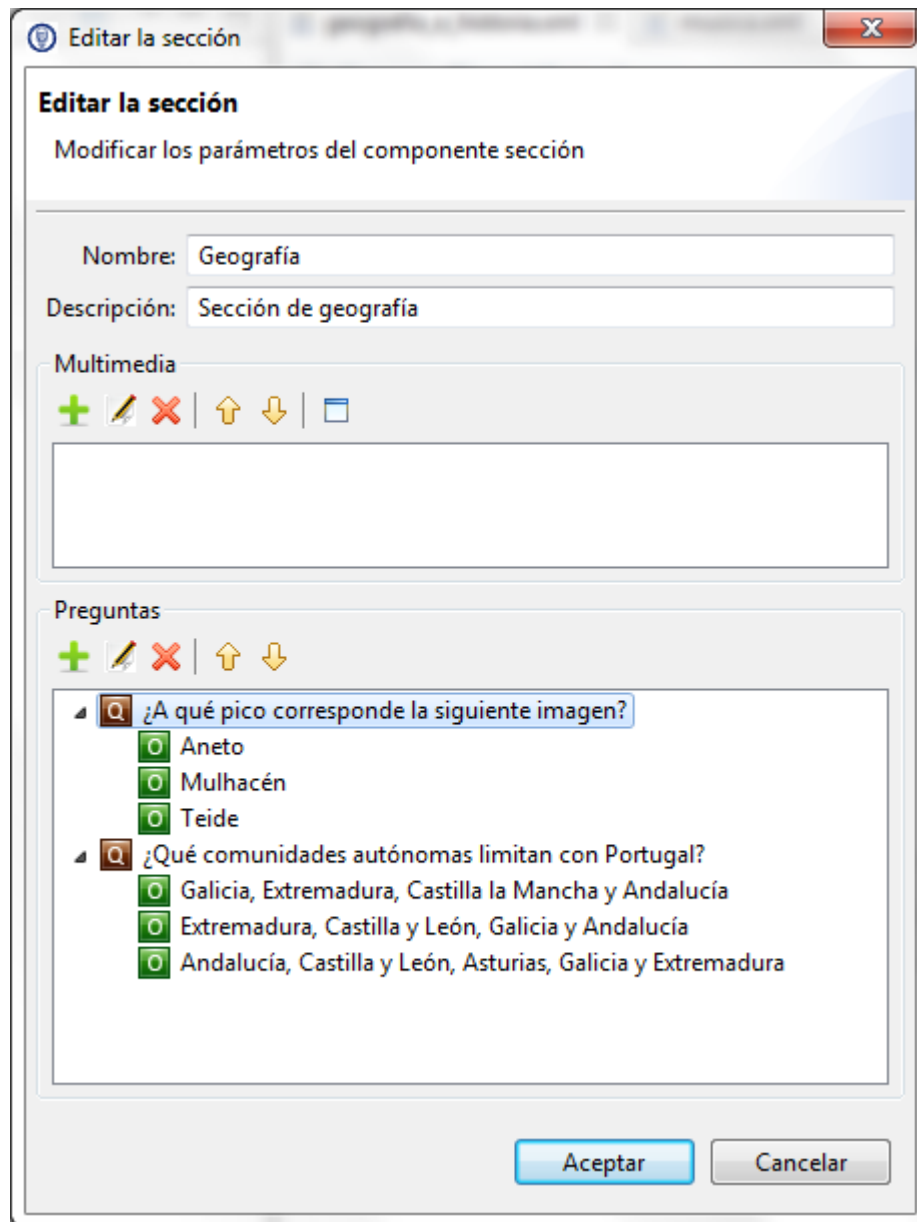 Editar la sección
Editar la sección
Modificar los parámetros del componente sección
Nombre: Geografía
Descripción: Sección de geografía
Multimedia
Preguntas
Q ¿A qué pico corresponde la siguiente imagen?
O Aneto
O Mulhacén
O Teide
Q ¿Qué comunidades autónomas limitan con Portugal?
O Galicia, Extremadura, Castilla la Mancha y Andalucía
O Extremadura, Castilla y León, Galicia y Andalucía
O Andalucía, Castilla y León, Asturias, Galicia y Extremadura
Aceptar Cancelar